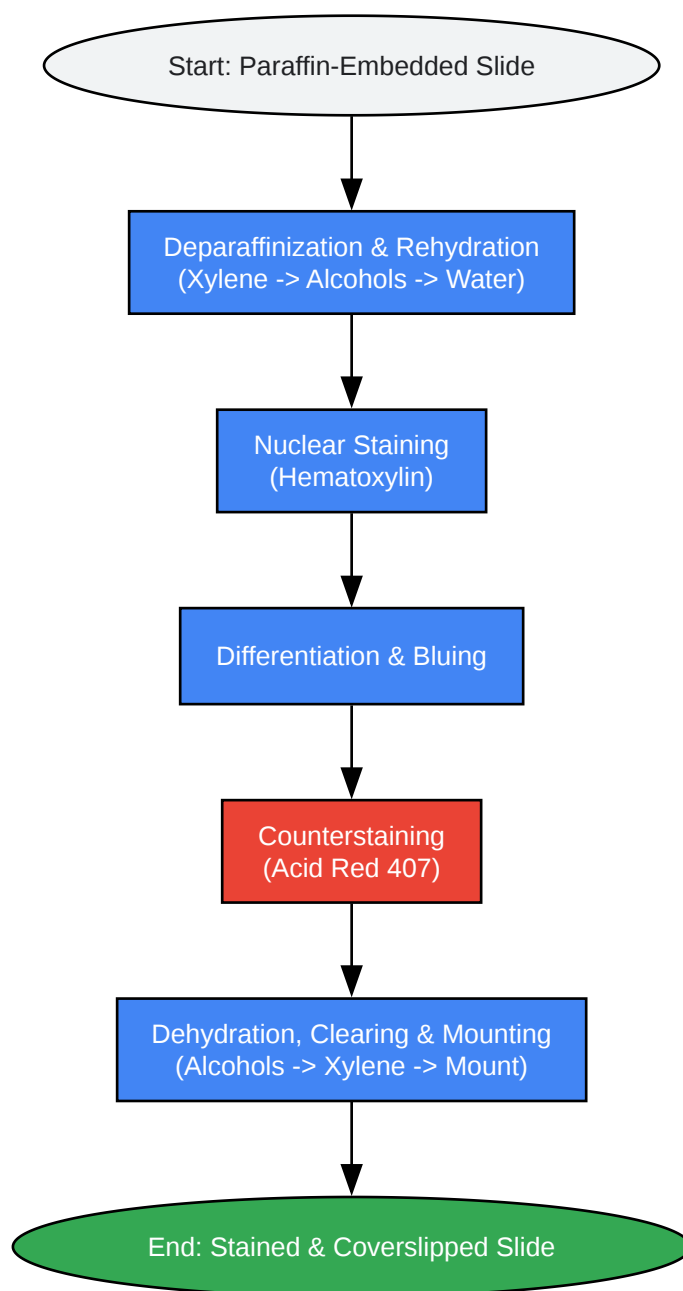 Start: Paraffin-Embedded Slide
Deparaffinization & Rehydration
(Xylene -> Alcohols -> Water)
Nuclear Staining
(Hematoxylin)
Differentiation & Bluing
Counterstaining
(Acid Red 407)
Dehydration, Clearing & Mounting
(Alcohols -> Xylene -> Mount)
End: Stained & Coverslipped Slide